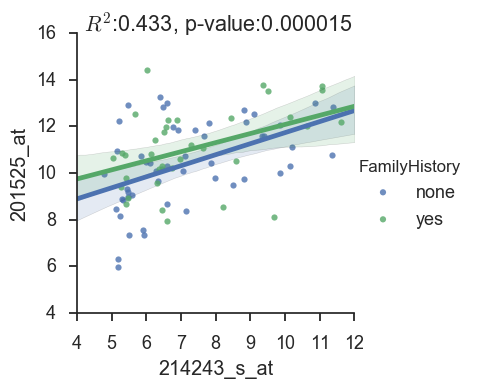 R²:0.433, p-value:0.000015
16
14
12
10
8
6
4
201525_at
4 5 6 7 8 9 10 11 12
214243_s_at
FamilyHistory
none
yes